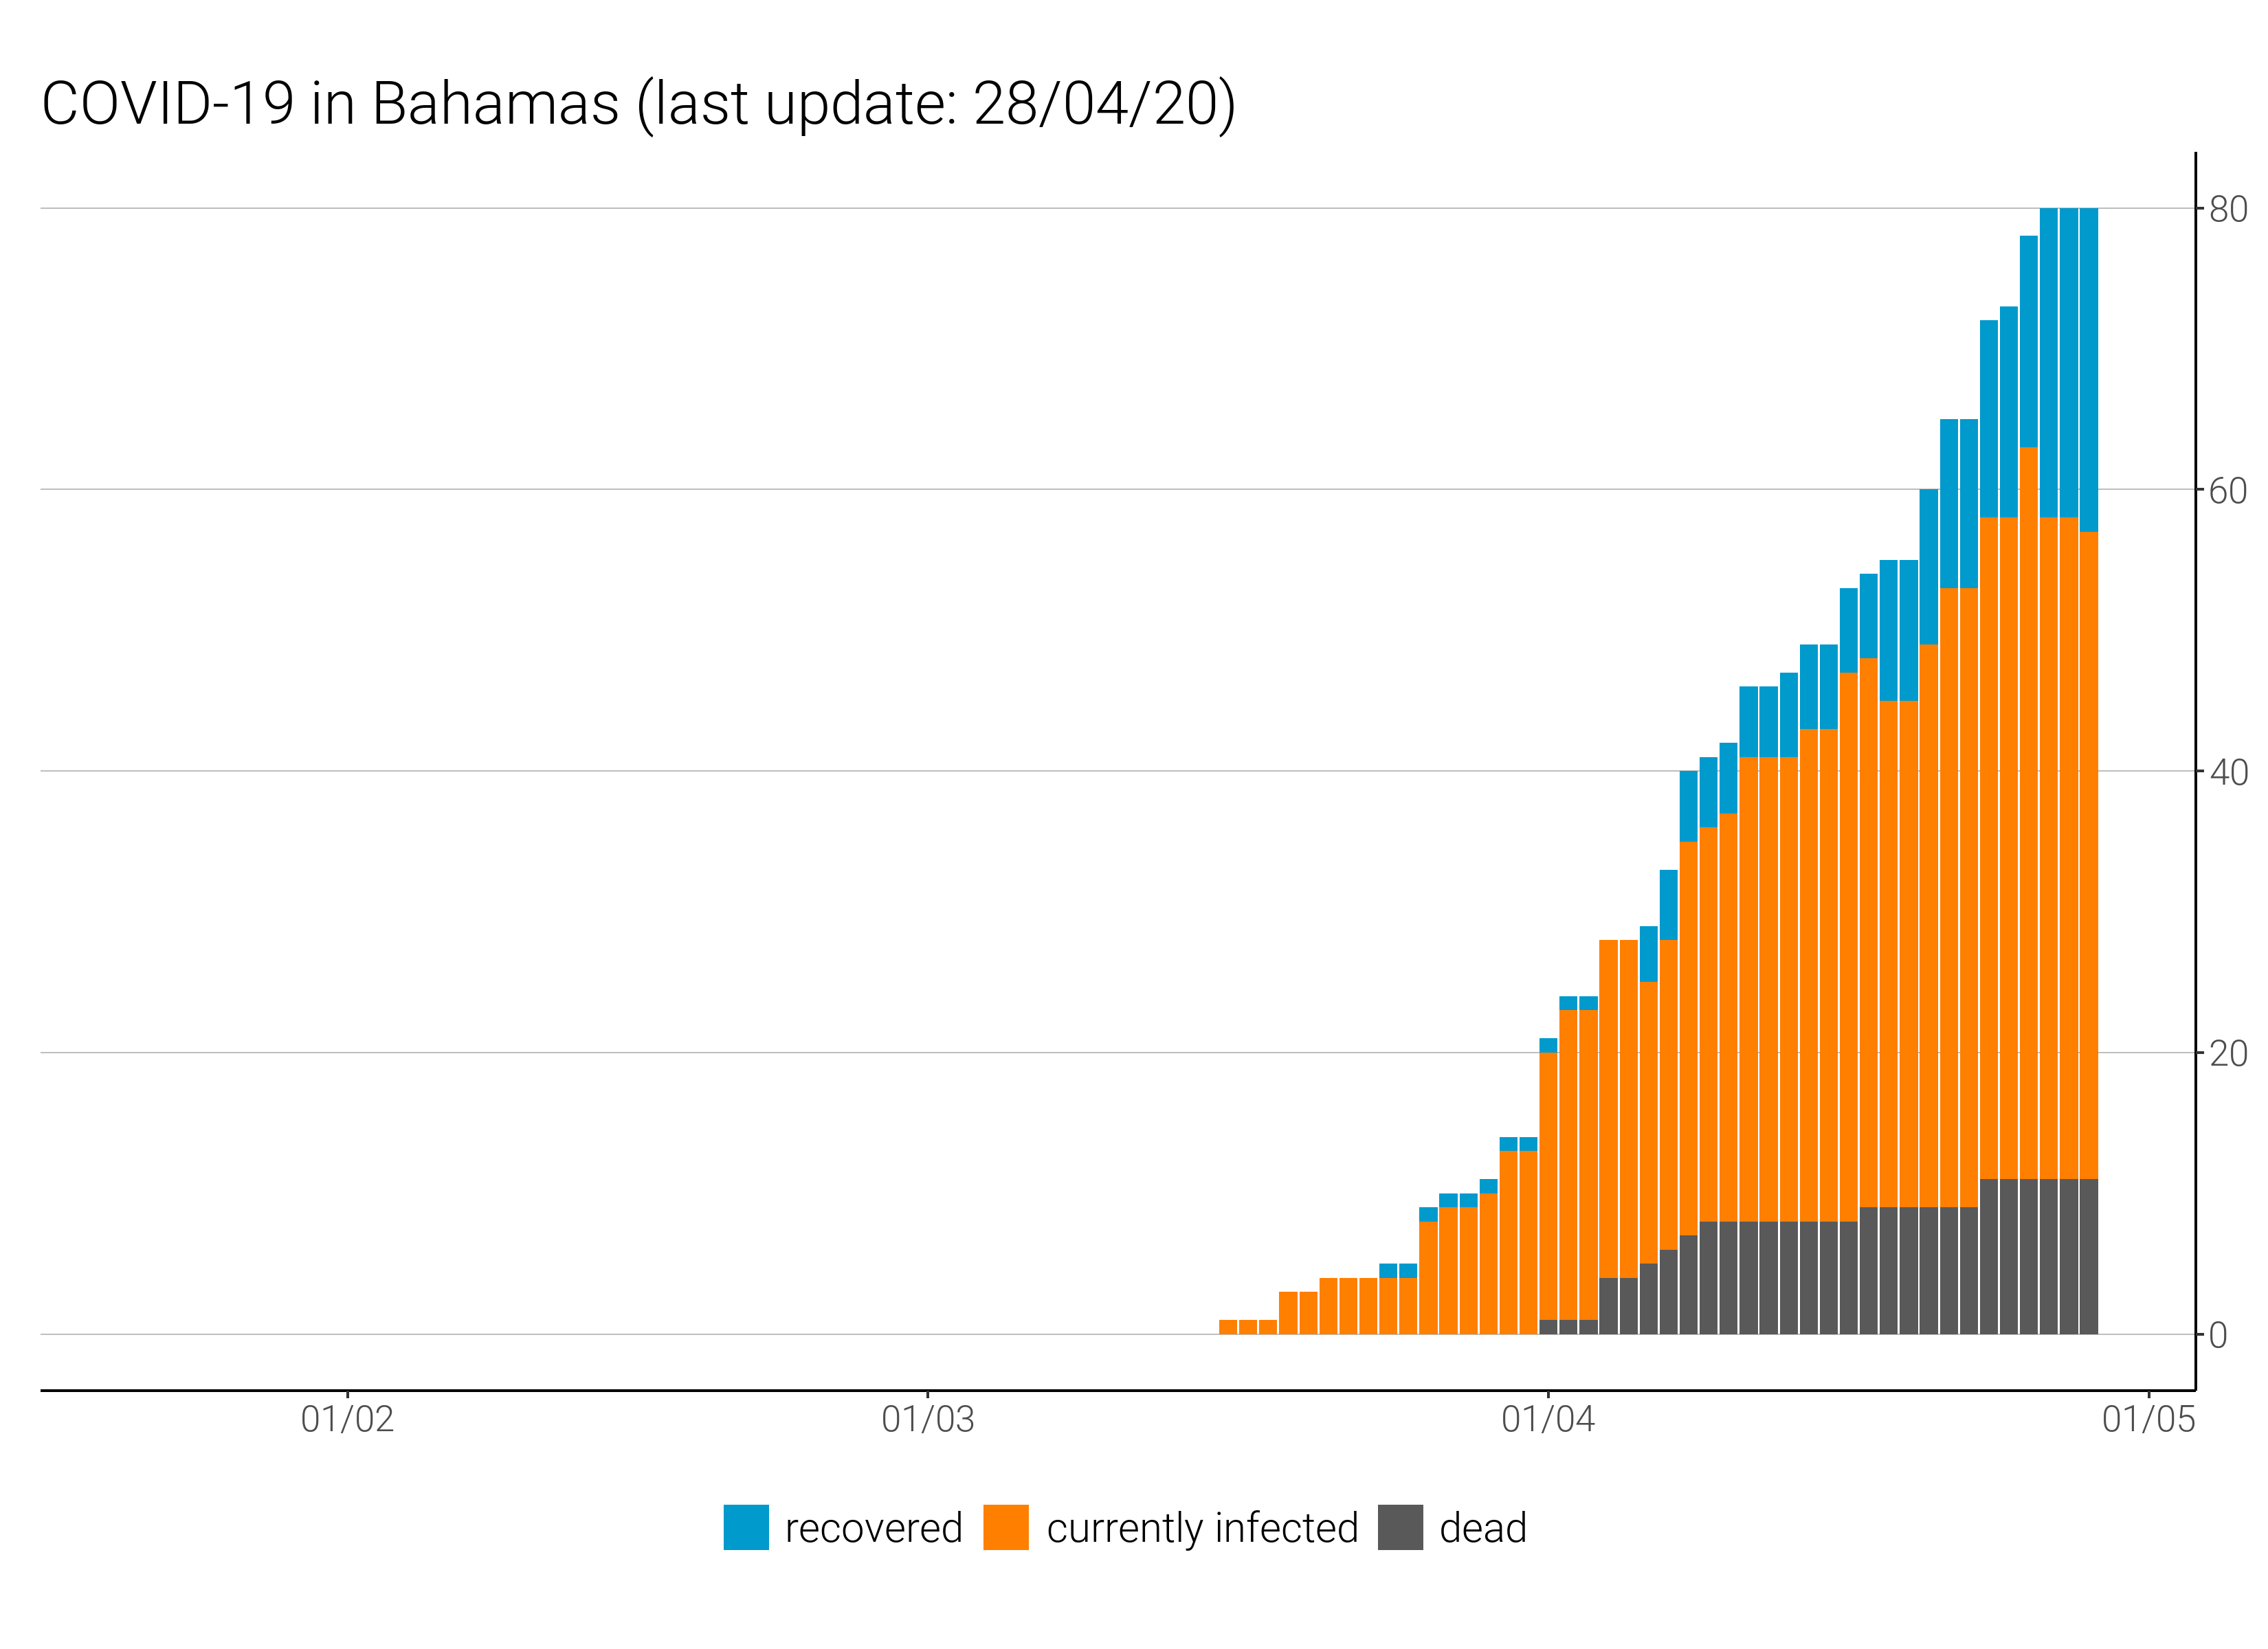 COVID-19 in Bahamas (last update: 28/04/20)
80
60
40
20
0
01/02 01/03 01/04 01/05
recovered currently infected dead